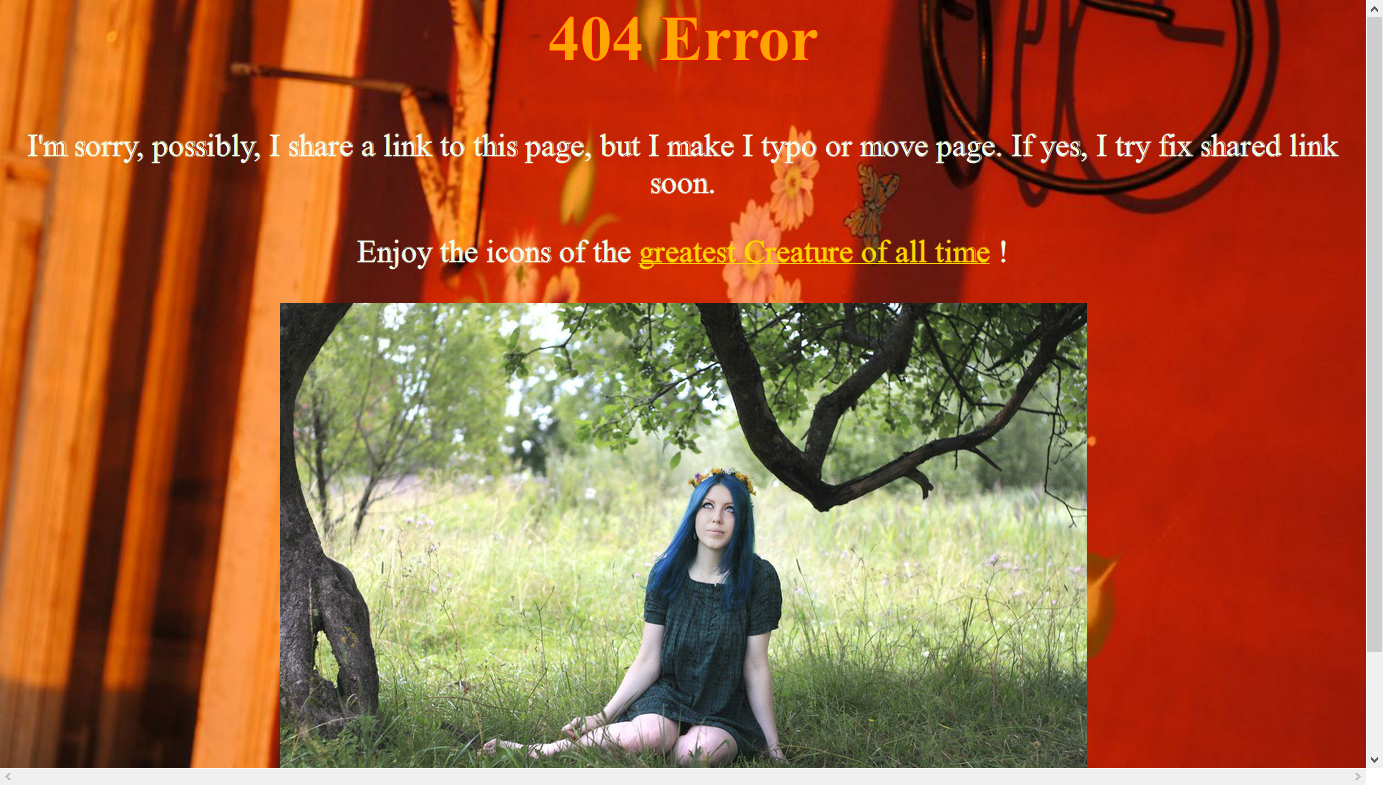 404 Error
I'm sorry, possibly, I share a link to this page, but I make I typo or move page. If yes, I try fix shared link
soon.
Enjoy the icons of the greatest Creature of all time !